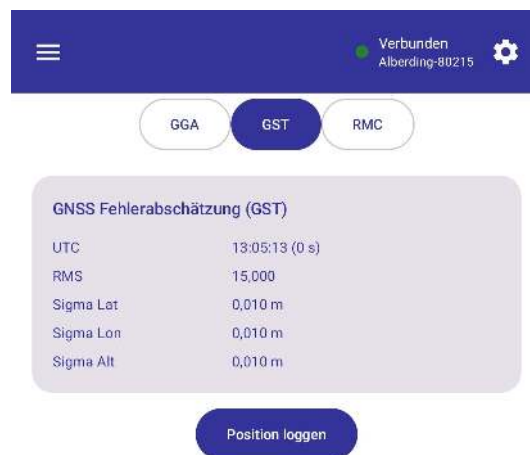 Verbunden
Alberding-80215
GGA GST RMC
GNSS Fehlerabschätzung (GST)
UTC 13:05:13 (0 s)
RMS 15,000
Sigma Lat 0,010 m
Sigma Lon 0,010 m
Sigma Alt 0,010 m
Position loggen